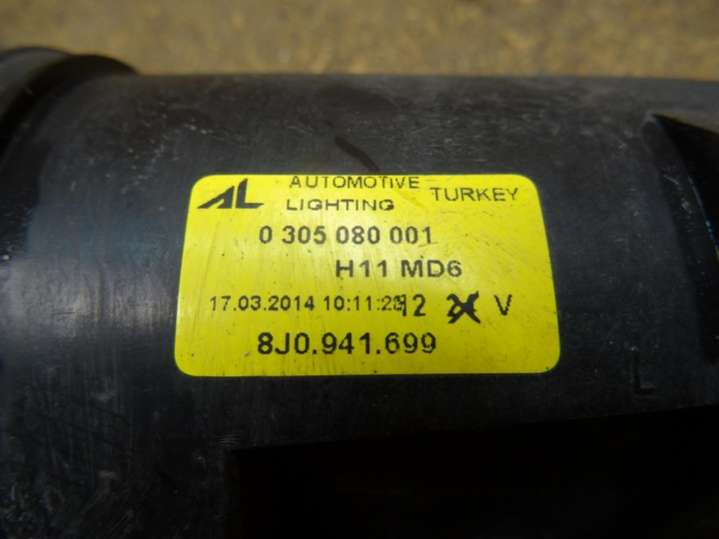 AL AUTOMOTIVE LIGHTING TURKEY
0 305 080 001
H11 MD6
17.03.2014 10:11:23 12 V
8J0.941.699
L